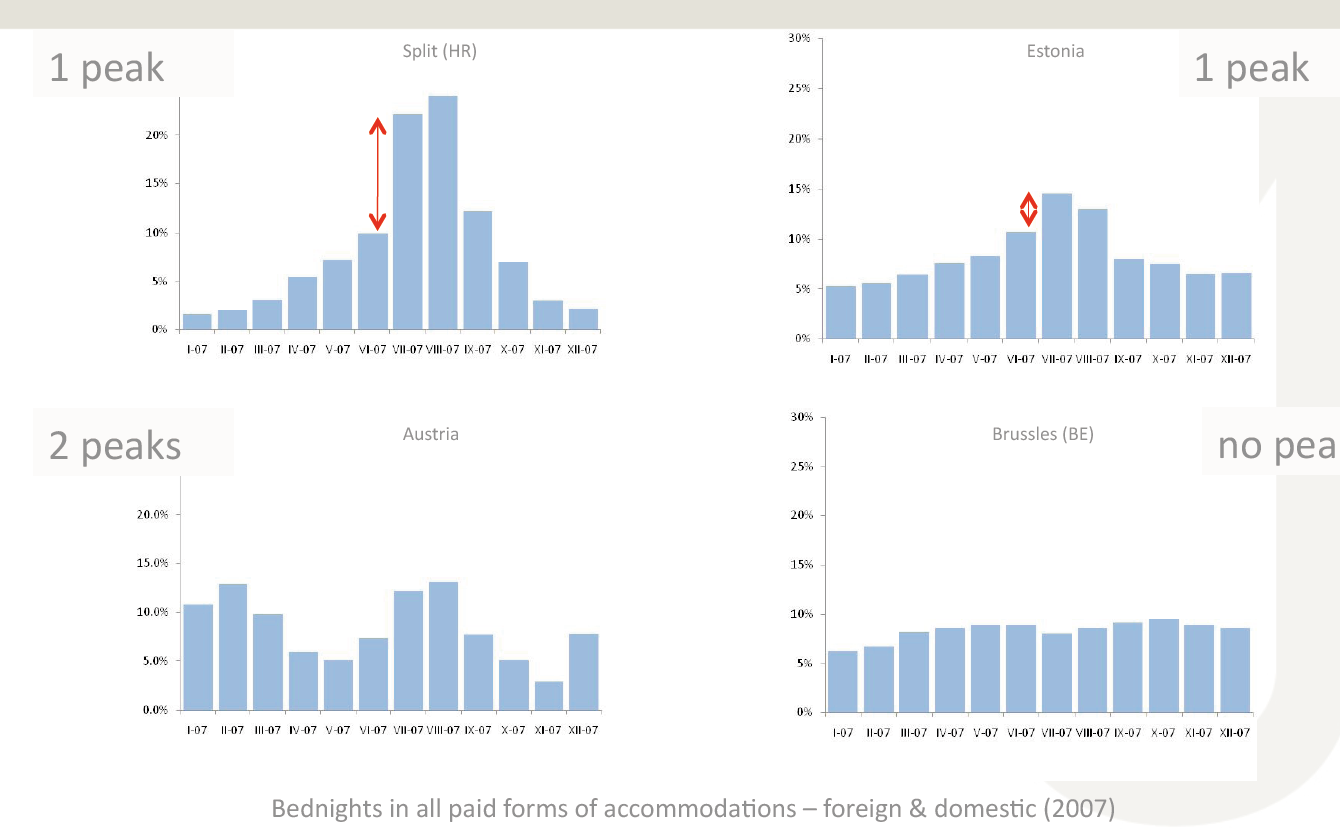 1 peak
Split (HR)
20%
15%
10%
5%
0%
I-07 II-07 III-07 IV-07 V-07 VI-07 VII-07 VIII-07 IX-07 X-07 XI-07 XII-07
Estonia
1 peak
30%
25%
20%
15%
10%
5%
0%
I-07 II-07 III-07 IV-07 V-07 VI-07 VII-07 VIII-07 IX-07 X-07 XI-07 XII-07
2 peaks
Austria
20.0%
15.0%
10.0%
5.0%
0.0%
I-07 II-07 III-07 IV-07 V-07 VI-07 VII-07 VIII-07 IX-07 X-07 XI-07 XII-07
Brussles (BE)
no pea
30%
25%
20%
15%
10%
5%
0%
I-07 II-07 III-07 IV-07 V-07 VI-07 VII-07 VIII-07 IX-07 X-07 XI-07 XII-07
Bednights in all paid forms of accommodations – foreign & domestic (2007)